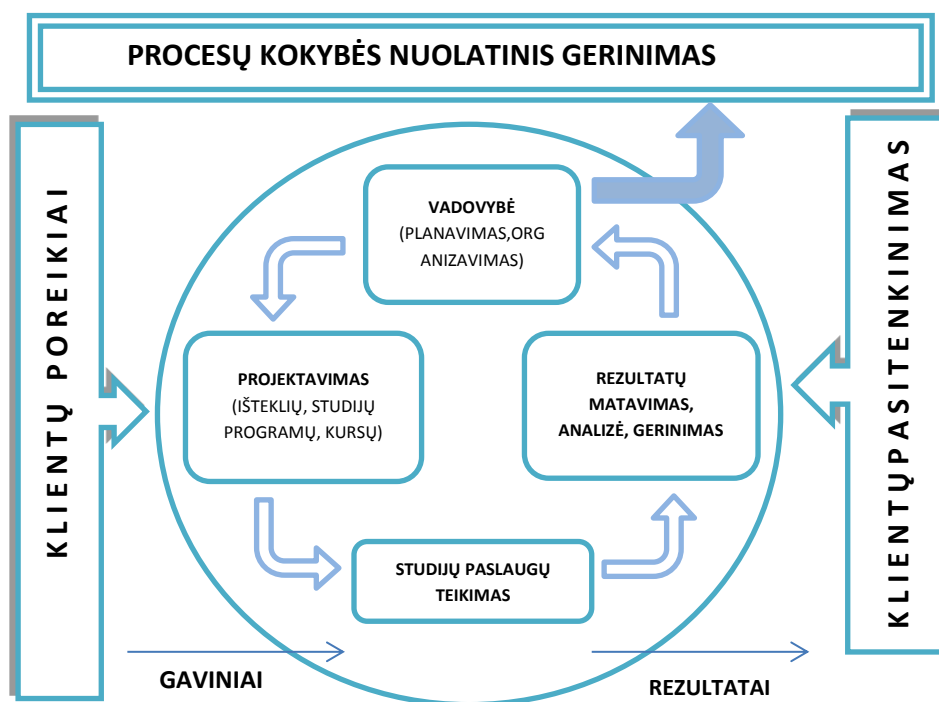 PROCESŲ KOKYBĖS NUOLATINIS GERINIMAS
KLIENTŲ POREIKIAI
VADOVYBĖ
(PLANAVIMAS,ORG
ANIZAVIMAS)
PROJEKTAVIMAS
(IŠTEKLIŲ, STUDIJŲ
PROGRAMŲ, KURSŲ)
REZULTATŲ
MATAVIMAS,
ANALIZĖ, GERINIMAS
STUDIJŲ PASLAUGŲ
TEIKIMAS
KLIENTŲPASITENKINIMAS
GAVINIAI
REZULTATAI